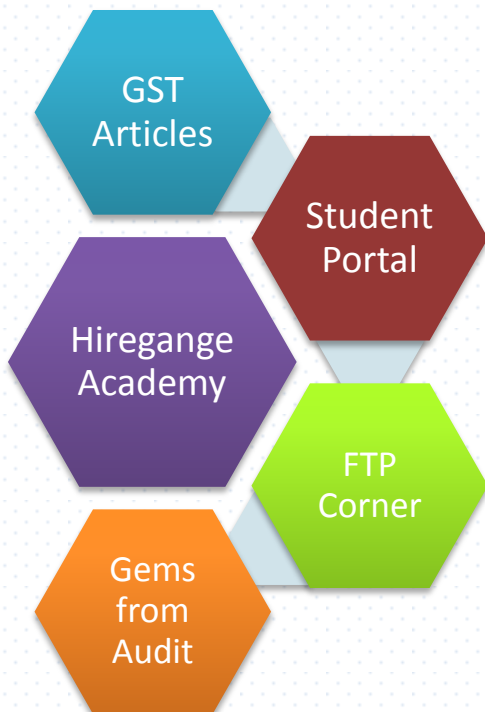 GST
Articles
Student
Portal
Hiregange
Academy
FTP
Corner
Gems
from
Audit